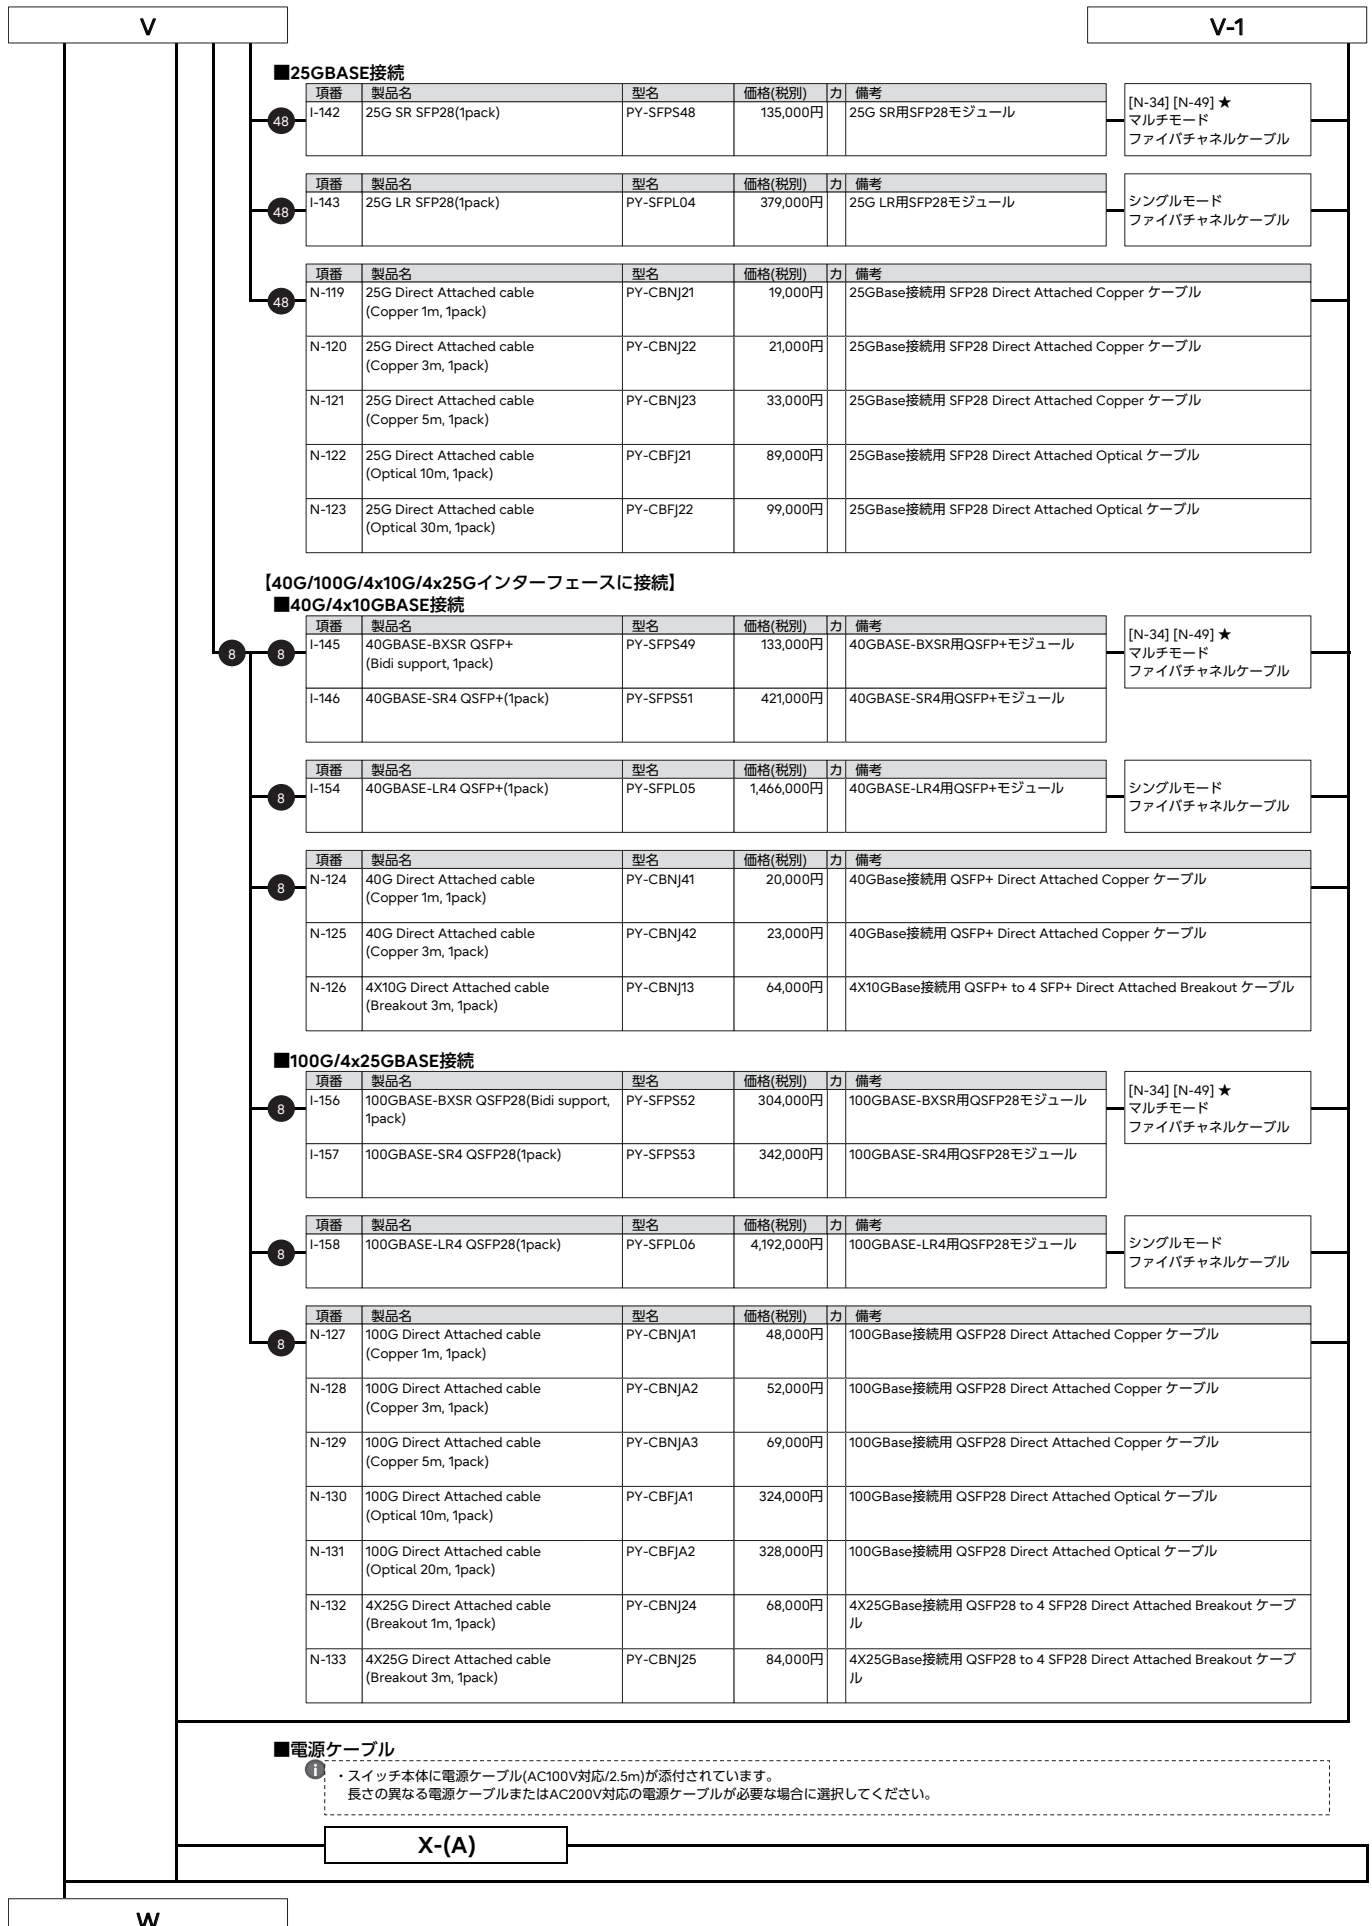 V
V-1
■25GBASE接続
項番 製品名 型名 価格(税別) カ 備考
48 I-142 25G SR SFP28(1pack) PY-SFPS48 135,000円 25G SR用SFP28モジュール
[N-34] [N-49] ★
マルチモード
ファイバチャネルケーブル
項番 製品名 型名 価格(税別) カ 備考
48 I-143 25G LR SFP28(1pack) PY-SFPL04 379,000円 25G LR用SFP28モジュール
シングルモード
ファイバチャネルケーブル
項番 製品名 型名 価格(税別) カ 備考
48 N-119 25G Direct Attached cable PY-CBNJ21 19,000円 25GBase接続用 SFP28 Direct Attached Copper ケーブル
(Copper 1m, 1pack)
N-120 25G Direct Attached cable PY-CBNJ22 21,000円 25GBase接続用 SFP28 Direct Attached Copper ケーブル
(Copper 3m, 1pack)
N-121 25G Direct Attached cable PY-CBNJ23 33,000円 25GBase接続用 SFP28 Direct Attached Copper ケーブル
(Copper 5m, 1pack)
N-122 25G Direct Attached cable PY-CBFJ21 89,000円 25GBase接続用 SFP28 Direct Attached Optical ケーブル
(Optical 10m, 1pack)
N-123 25G Direct Attached cable PY-CBFJ22 99,000円 25GBase接続用 SFP28 Direct Attached Optical ケーブル
(Optical 30m, 1pack)
【40G/100G/4x10G/4x25Gインターフェースに接続】
■40G/4x10GBASE接続
項番 製品名 型名 価格(税別) カ 備考
8 8 I-145 40GBASE-BXSR QSFP+ PY-SFPS49 133,000円 40GBASE-BXSR用QSFP+モジュール
(Bidi support, 1pack)
[N-34] [N-49] ★
マルチモード
ファイバチャネルケーブル
I-146 40GBASE-SR4 QSFP+(1pack) PY-SFPS51 421,000円 40GBASE-SR4用QSFP+モジュール
項番 製品名 型名 価格(税別) カ 備考
8 I-154 40GBASE-LR4 QSFP+(1pack) PY-SFPL05 1,466,000円 40GBASE-LR4用QSFP+モジュール
シングルモード
ファイバチャネルケーブル
項番 製品名 型名 価格(税別) カ 備考
8 N-124 40G Direct Attached cable PY-CBNJ41 20,000円 40GBase接続用 QSFP+ Direct Attached Copper ケーブル
(Copper 1m, 1pack)
N-125 40G Direct Attached cable PY-CBNJ42 23,000円 40GBase接続用 QSFP+ Direct Attached Copper ケーブル
(Copper 3m, 1pack)
N-126 4X10G Direct Attached cable PY-CBNJ13 64,000円 4X10GBase接続用 QSFP+ to 4 SFP+ Direct Attached Breakout ケーブル
(Breakout 3m, 1pack)
■100G/4x25GBASE接続
項番 製品名 型名 価格(税別) カ 備考
8 I-156 100GBASE-BXSR QSFP28(Bidi support, PY-SFPS52 304,000円 100GBASE-BXSR用QSFP28モジュール
1pack)
[N-34] [N-49] ★
マルチモード
ファイバチャネルケーブル
I-157 100GBASE-SR4 QSFP28(1pack) PY-SFPS53 342,000円 100GBASE-SR4用QSFP28モジュール
項番 製品名 型名 価格(税別) カ 備考
8 I-158 100GBASE-LR4 QSFP28(1pack) PY-SFPL06 4,192,000円 100GBASE-LR4用QSFP28モジュール
シングルモード
ファイバチャネルケーブル
項番 製品名 型名 価格(税別) カ 備考
8 N-127 100G Direct Attached cable PY-CBNJA1 48,000円 100GBase接続用 QSFP28 Direct Attached Copper ケーブル
(Copper 1m, 1pack)
N-128 100G Direct Attached cable PY-CBNJA2 52,000円 100GBase接続用 QSFP28 Direct Attached Copper ケーブル
(Copper 3m, 1pack)
N-129 100G Direct Attached cable PY-CBNJA3 69,000円 100GBase接続用 QSFP28 Direct Attached Copper ケーブル
(Copper 5m, 1pack)
N-130 100G Direct Attached cable PY-CBFJA1 324,000円 100GBase接続用 QSFP28 Direct Attached Optical ケーブル
(Optical 10m, 1pack)
N-131 100G Direct Attached cable PY-CBFJA2 328,000円 100GBase接続用 QSFP28 Direct Attached Optical ケーブル
(Optical 20m, 1pack)
N-132 4X25G Direct Attached cable PY-CBNJ24 68,000円 4X25GBase接続用 QSFP28 to 4 SFP28 Direct Attached Breakout ケーブ
(Breakout 1m, 1pack) ル
N-133 4X25G Direct Attached cable PY-CBNJ25 84,000円 4X25GBase接続用 QSFP28 to 4 SFP28 Direct Attached Breakout ケーブ
(Breakout 3m, 1pack) ル
■電源ケーブル
i ・スイッチ本体に電源ケーブル(AC100V対応/2.5m)が添付されています。
長さの異なる電源ケーブルまたはAC200V対応の電源ケーブルが必要な場合に選択してください。
X-(A)
W